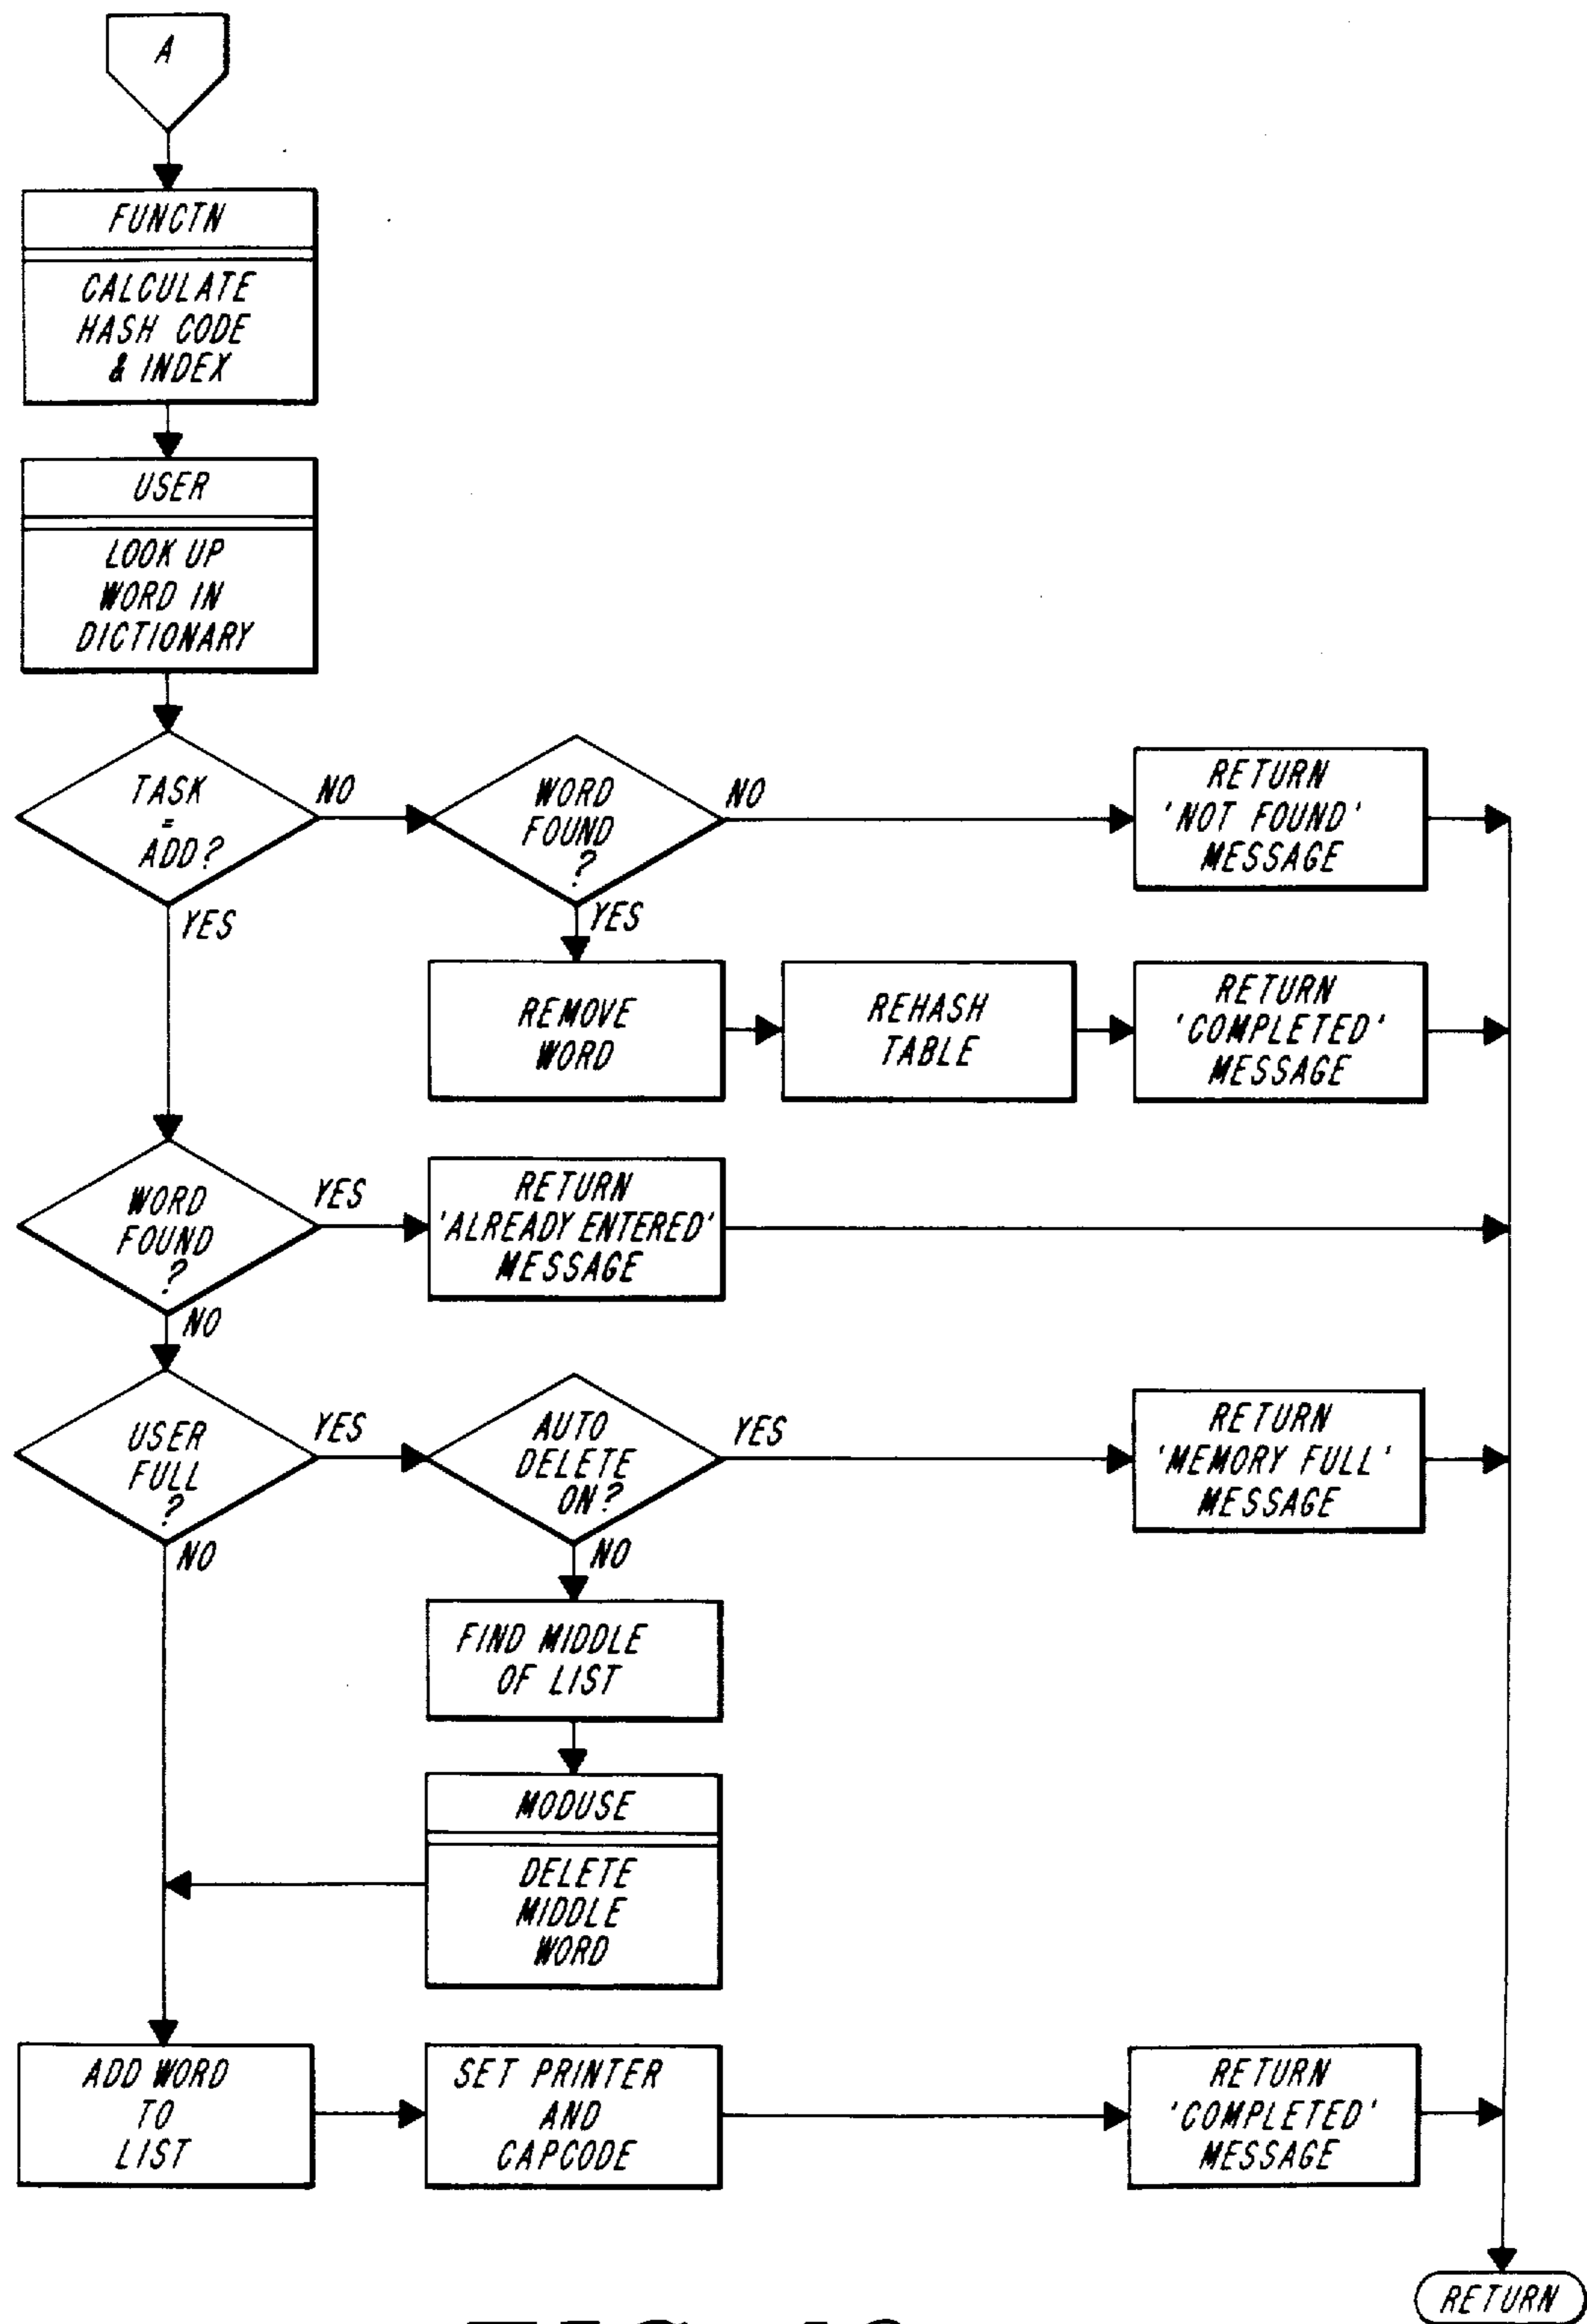 A
FUNCTN
CALCULATE
HASH CODE
& INDEX
USER
LOOK UP
WORD IN
DICTIONARY
TASK
=
ADD?
NO
YES
WORD
FOUND
?
NO
YES
RETURN
'NOT FOUND'
MESSAGE
REMOVE
WORD
REHASH
TABLE
RETURN
'COMPLETED'
MESSAGE
WORD
FOUND
?
YES
NO
RETURN
'ALREADY ENTERED'
MESSAGE
USER
FULL
?
YES
NO
AUTO
DELETE
ON?
YES
NO
RETURN
'MEMORY FULL'
MESSAGE
FIND MIDDLE
OF LIST
MODUSE
DELETE
MIDDLE
WORD
ADD WORD
TO
LIST
SET PRINTER
AND
CAPCODE
RETURN
'COMPLETED'
MESSAGE
RETURN